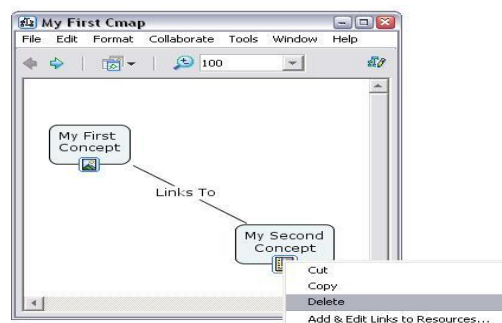 My First Cmap
File Edit Format Collaborate Tools Window Help
100
My First
Concept
Links To
My Second
Concept
Cut
Copy
Delete
Add & Edit Links to Resources...